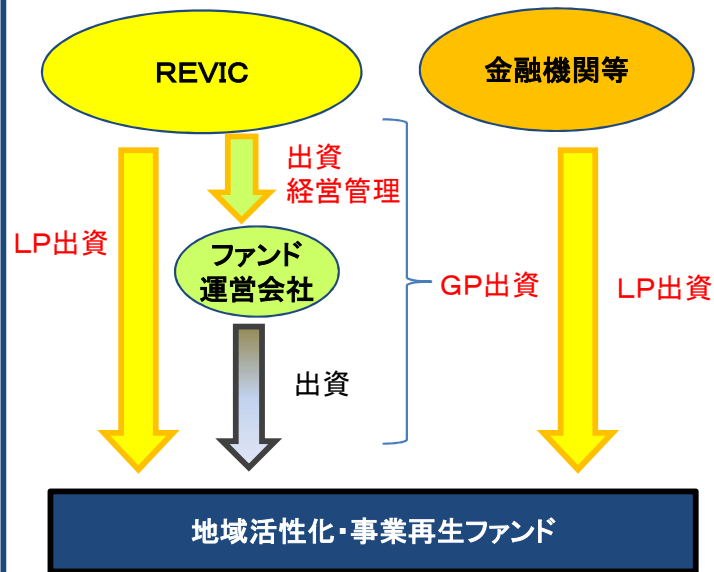 ＲＥＶＩＣ
金融機関等
出資
経営管理
ＬＰ出資
ファンド
運営会社
ＧＰ出資
ＬＰ出資
出資
地域活性化・事業再生ファンド